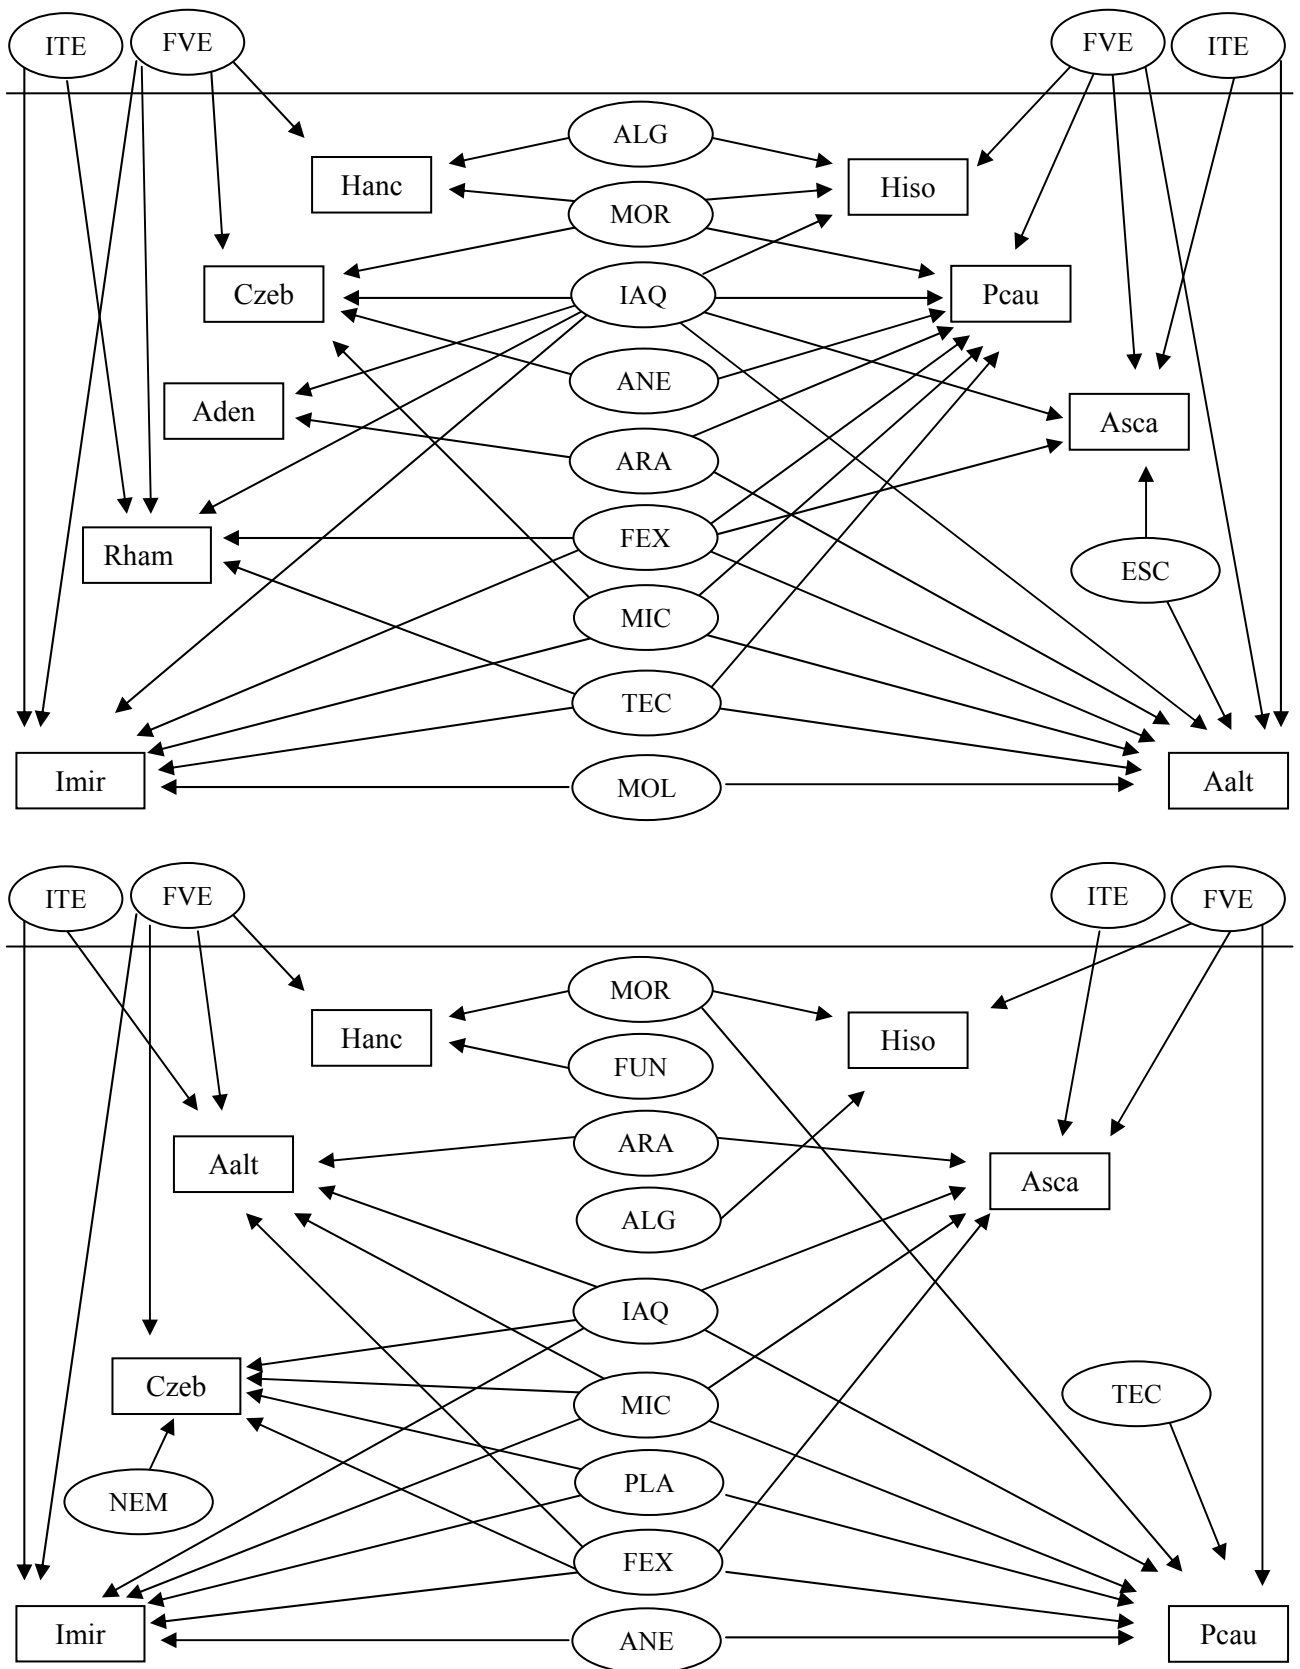 ITE FVE FVE ITE
ALG
Hanc Hiso
MOR
Czeb IAQ Pcau
ANE
Aden Asca
ARA
Rham FEX ESC
MIC
TEC
Imir MOL Aalt
ITE FVE ITE FVE
MOR
Hanc Hiso
FUN
Aalt ARA Asca
ALG
IAQ
Czeb MIC TEC
NEM PLA
FEX
Imir ANE Pcau